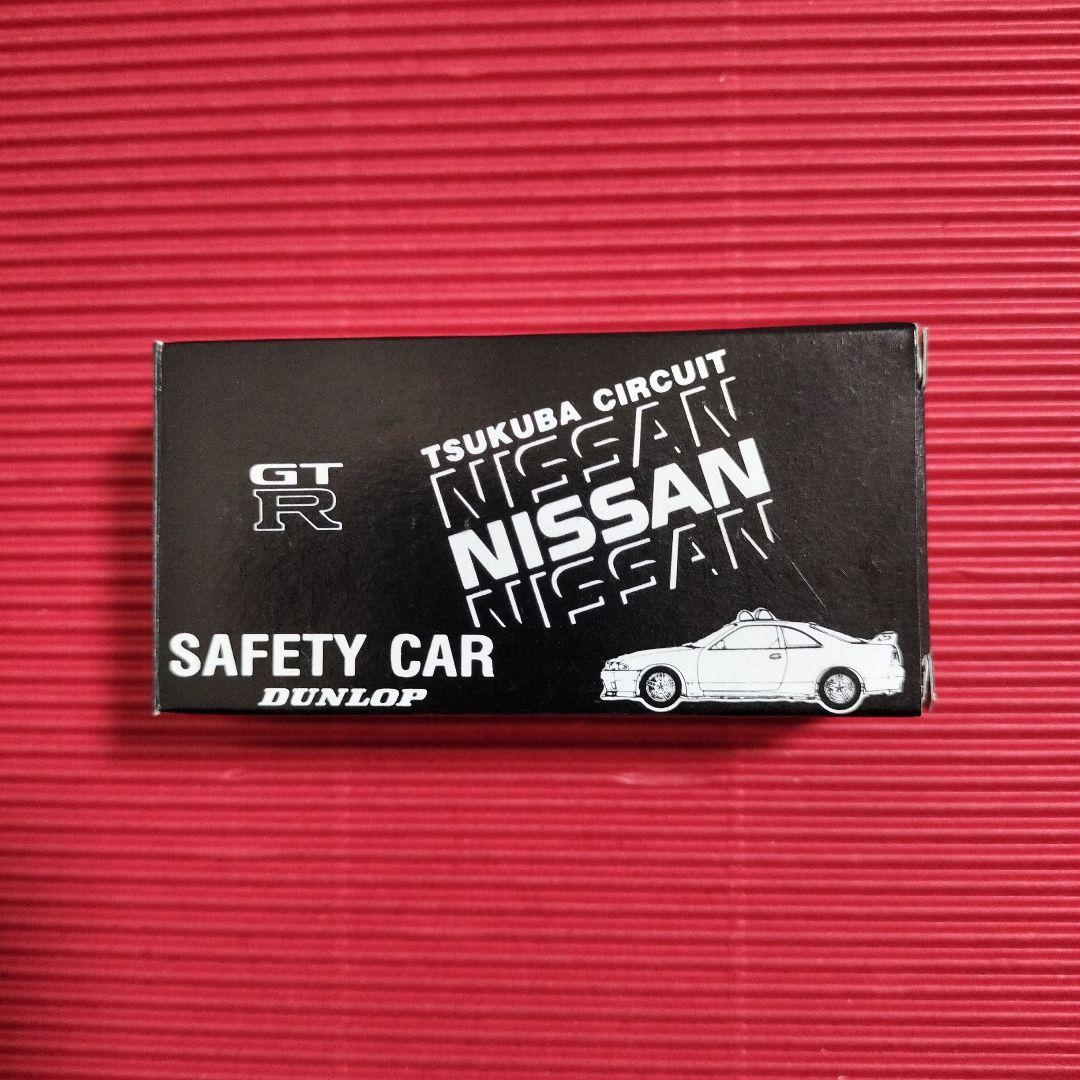 TSUKUBA CIRCUIT
NISSAN
NISSAN
NISSAN
GT
R
SAFETY CAR
DUNLOP